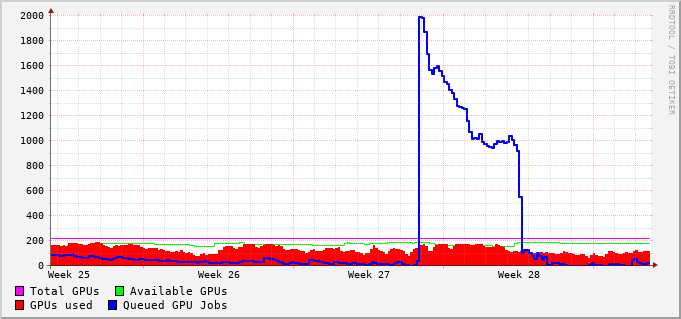 2000
1800
1600
1400
1200
1000
800
600
400
200
0
Week 25 Week 26 Week 27 Week 28
RRDTOOL / TOBI OETIKER
Total GPUs Available GPUs
GPUs used Queued GPU Jobs